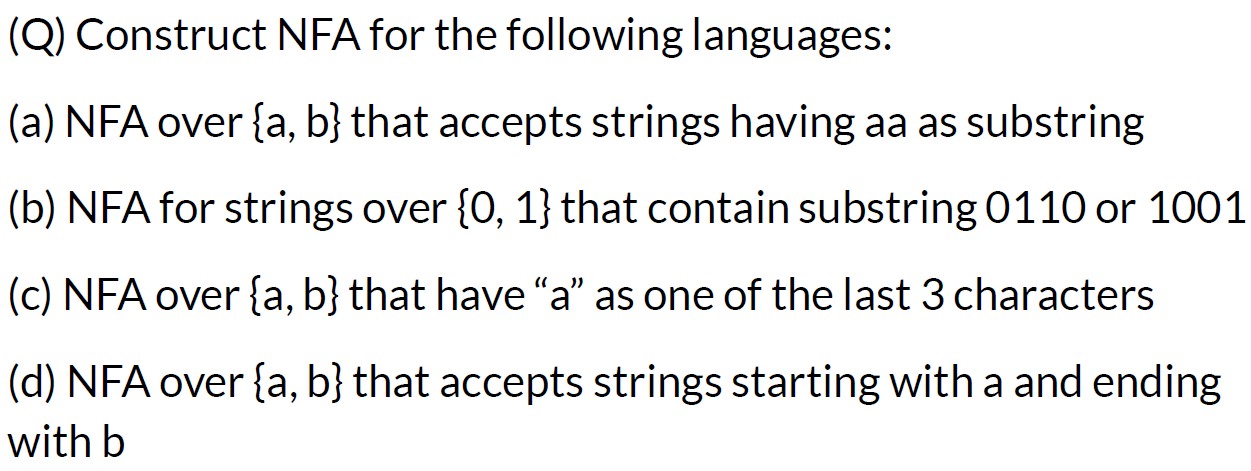 (Q) Construct NFA for the following languages:
(a) NFA over {a, b} that accepts strings having aa as substring
(b) NFA for strings over {0, 1} that contain substring 0110 or 1001
(c) NFA over {a, b} that have “a” as one of the last 3 characters
(d) NFA over {a, b} that accepts strings starting with a and ending
with b